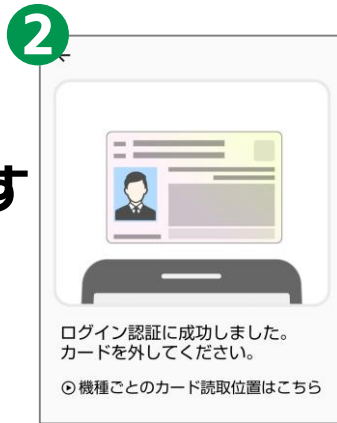 2
す
ログイン認証に成功しました。
カードを外してください。
機種ごとのカード読取位置はこちら